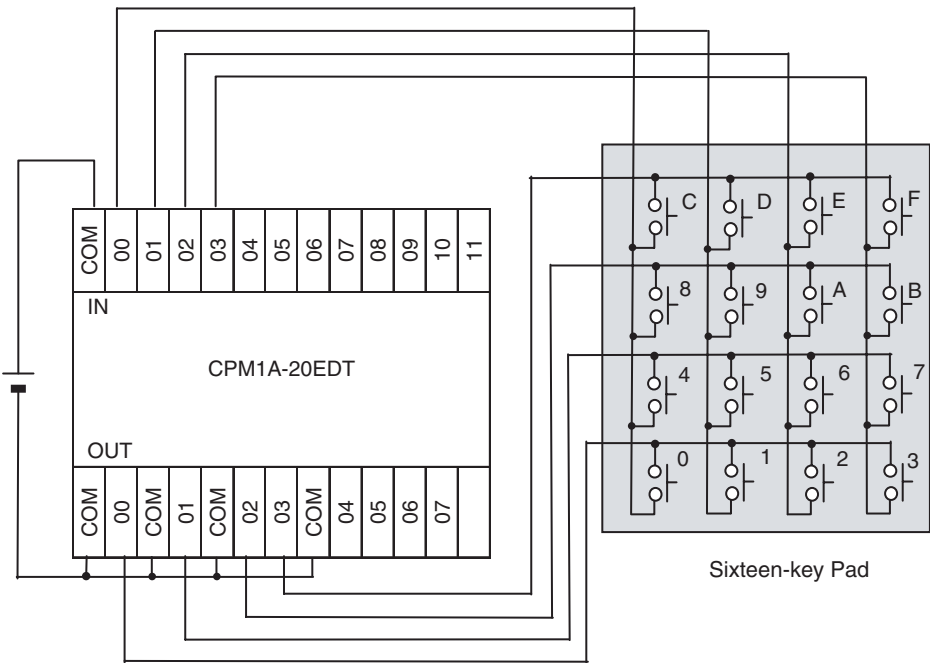 COM 00 01 02 03 04 05 06 07 08 09 10 11
IN
CPM1A-20EDT
OUT
COM 00 COM 01 COM 02 03 COM 04 05 06 07
C D E F
8 9 A B
4 5 6 7
0 1 2 3
Sixteen-key Pad